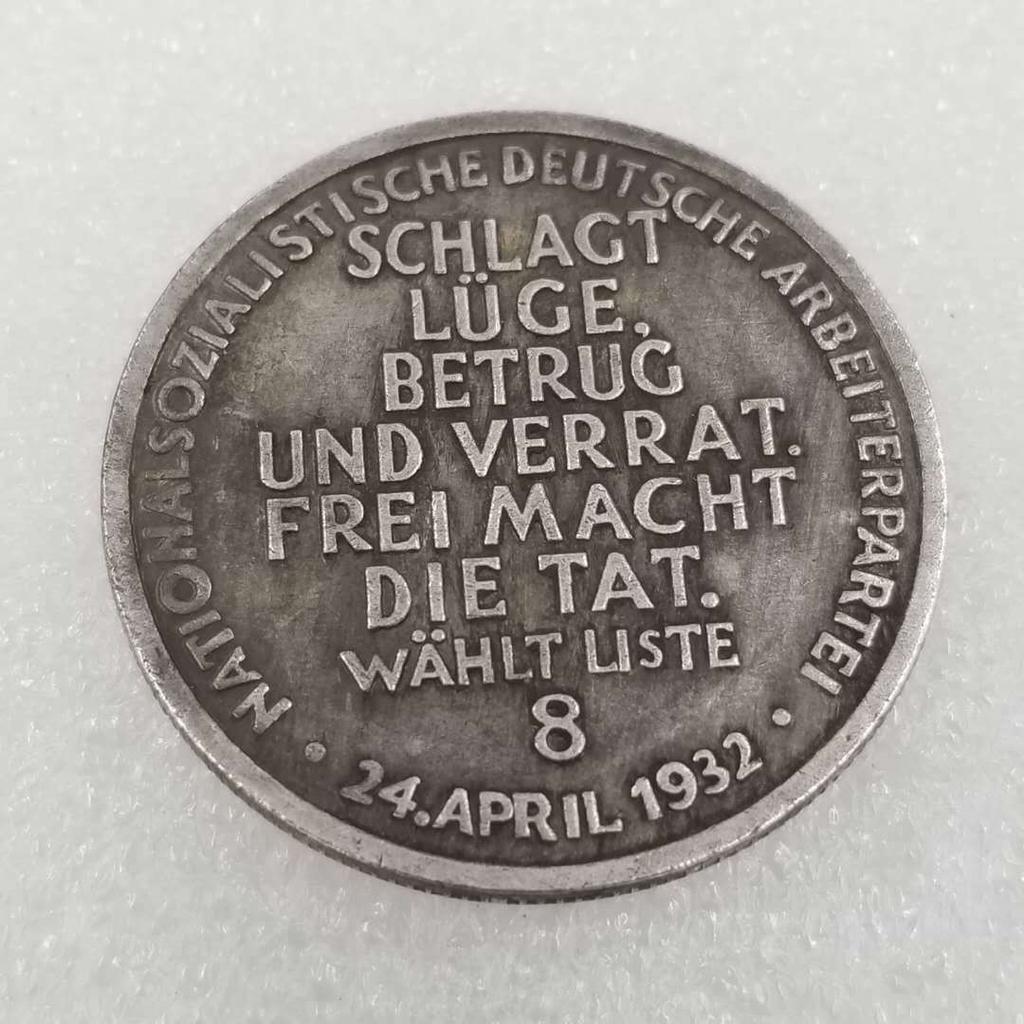 NATIONALSOZIALISTISCHE DEUTSCHE ARBEITERPARTEI
SCHLAGT
LÜGE,
BETRUG
UND VERRAT.
FREI MACHT
DIE TAT.
WÄHLT LISTE
8
• 24. APRIL 1932 •